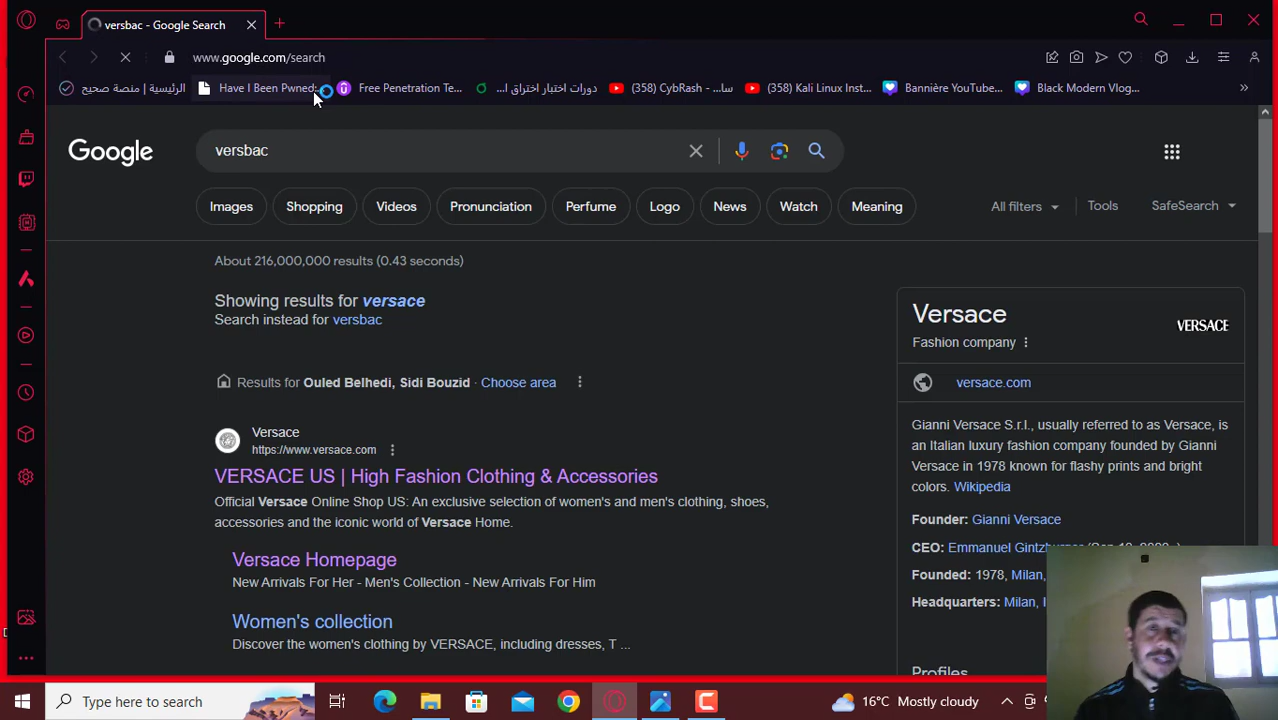 versbac - Google Search
www.google.com/search
الرئيسية | منصة صحيح
Have I Been Pwned:
Free Penetration Te...
دورات اختبار اختراق ا...
(358) CybRash - سا...
(358) Kali Linux Inst...
Bannière YouTube...
Black Modern Vlog...
Google
versbac
Images
Shopping
Videos
Pronunciation
Perfume
Logo
News
Watch
Meaning
All filters
Tools
SafeSearch
About 216,000,000 results (0.43 seconds)
Showing results for versace
Search instead for versbac
Results for Ouled Belhedi, Sidi Bouzid · Choose area
Versace
https://www.versace.com
VERSACE US | High Fashion Clothing & Accessories
Official Versace Online Shop US: An exclusive selection of women's and men's clothing, shoes,
accessories and the iconic world of Versace Home.
Versace Homepage
New Arrivals For Her - Men's Collection - New Arrivals For Him
Women's collection
Discover the women's clothing by VERSACE, including dresses, T ...
Versace
Fashion company
VERSACE
versace.com
Gianni Versace S.r.l., usually referred to as Versace, is
an Italian luxury fashion company founded by Gianni
Versace in 1978 known for flashy prints and bright
colors. Wikipedia
Founder: Gianni Versace
CEO: Emmanuel
Founded: 1978, Milan,
Headquarters: Milan,
Profiles
Type here to search
16°C Mostly cloudy